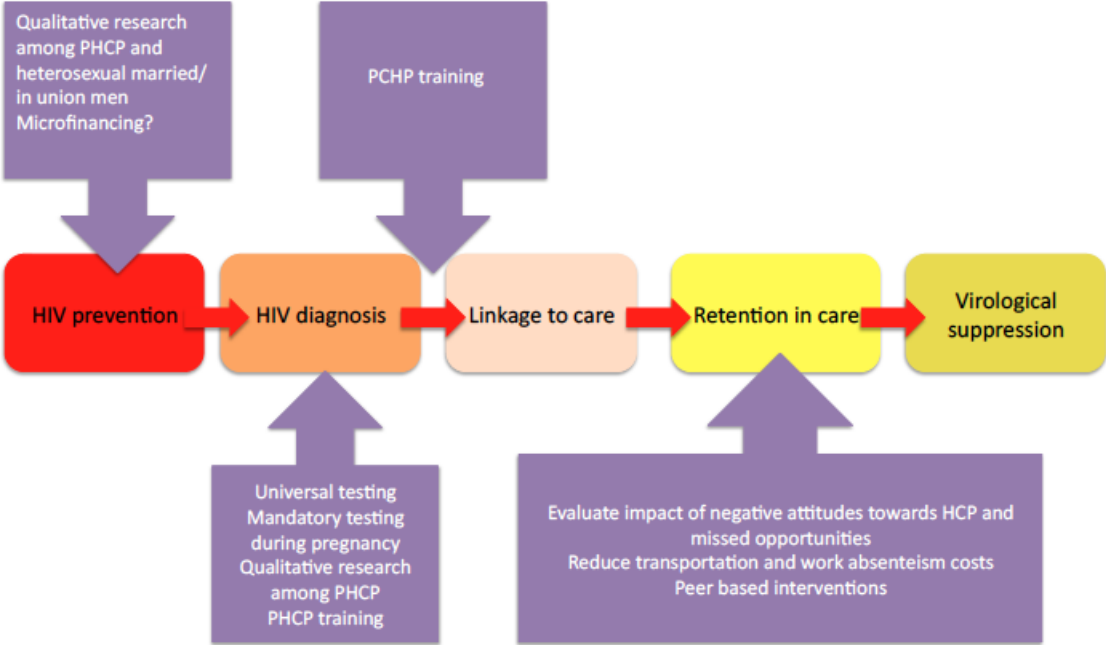 Qualitative research
among PHCP and
heterosexual married/
in union men
Microfinancing?
PCHP training
HIV prevention
HIV diagnosis
Linkage to care
Retention in care
Virological
suppression
Universal testing
Mandatory testing
during pregnancy
Qualitative research
among PHCP
PHCP training
Evaluate impact of negative attitudes towards HCP and
missed opportunities
Reduce transportation and work absenteism costs
Peer based interventions